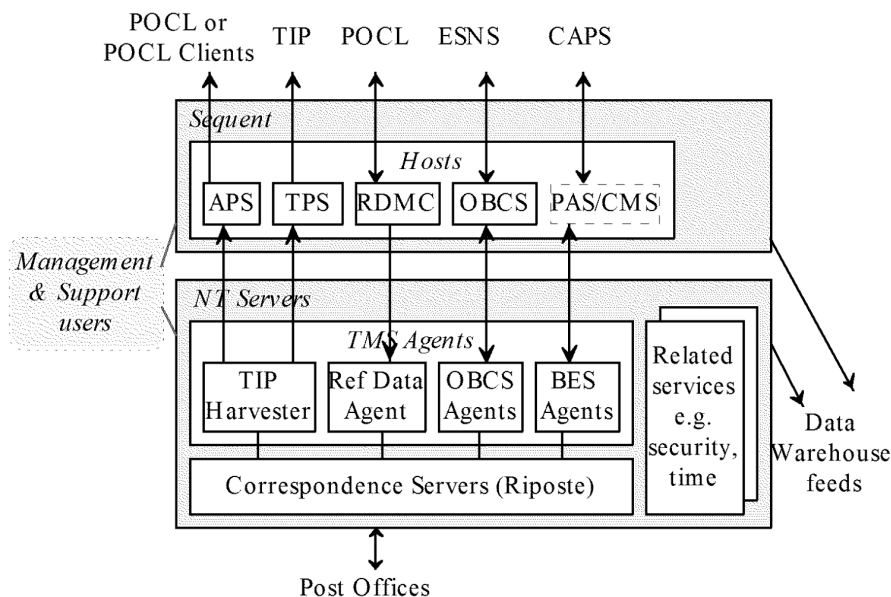 POCL or
POCL Clients
TIP
POCL
ESNS
CAPS
Sequent
Hosts
APS
TPS
RDMC
OBCS
PAS/CMS
Management
& Support
users
NT Servers
TMS Agents
TIP
Harvester
Ref Data
Agent
OBCS
Agents
BES
Agents
Related
services
e.g.
security,
time
Correspondence Servers (Riposte)
Data
Warehouse
feeds
Post Offices